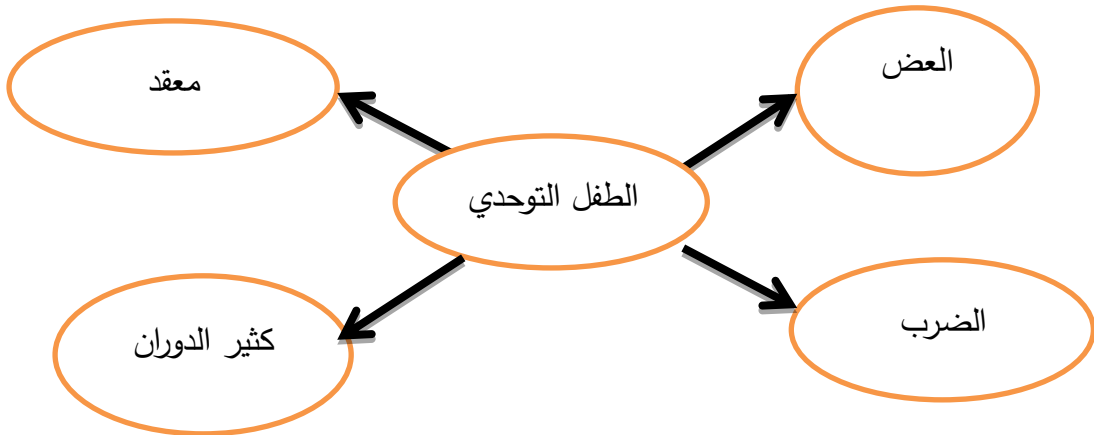 العض
معقد
الطفل التوحدي
الضرب
كثير الدوران